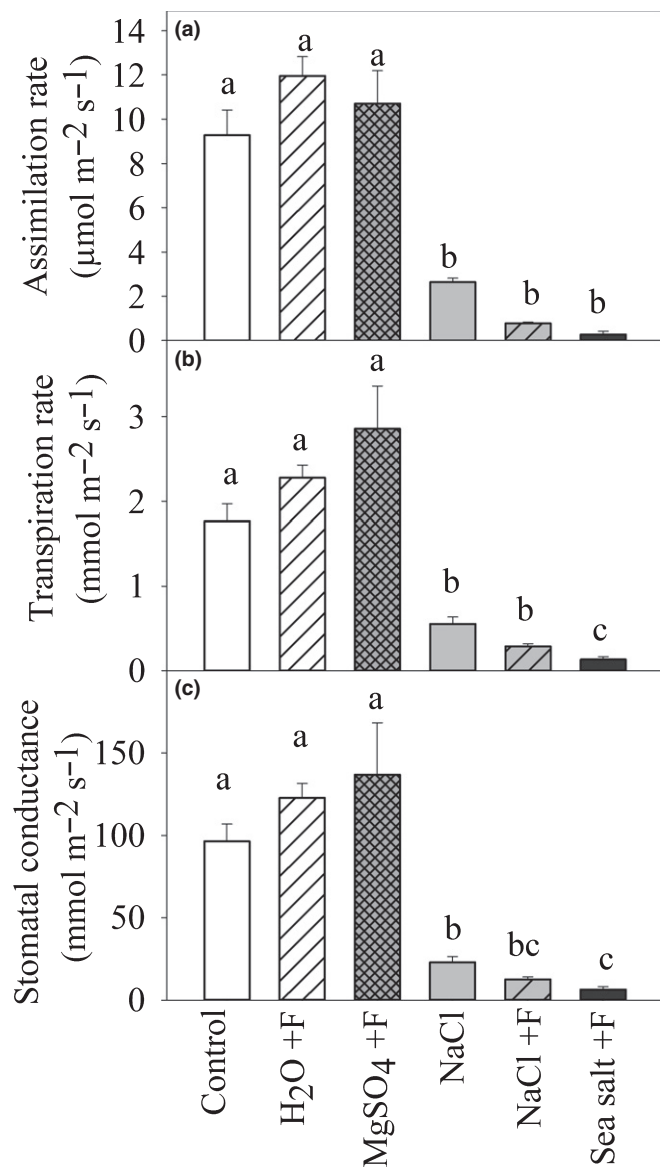 (a)
Assimilation rate
(μmol m−2 s−1)
14
12
10
8
6
4
2
0
a
a
a
b
b
b
(b)
Transpiration rate
(mmol m−2 s−1)
3
2
1
0
a
a
a
b
b
c
(c)
Stomatal conductance
(mmol m−2 s−1)
150
100
50
0
a
a
a
b
bc
c
Control
H2O +F
MgSO4 +F
NaCl
NaCl +F
Sea salt +F